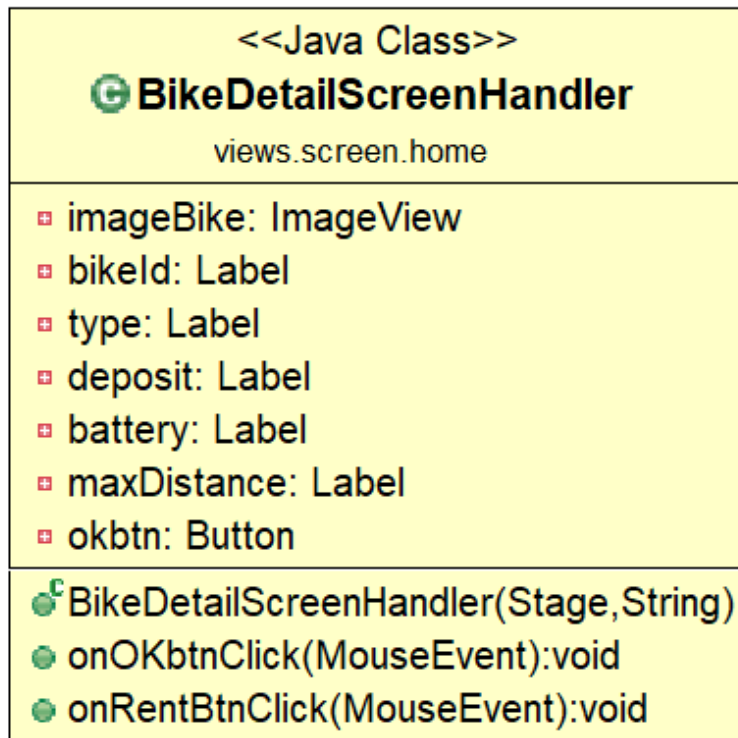 <<Java Class>>
BikeDetailScreenHandler
views.screen.home
imageBike: ImageView
bikeId: Label
type: Label
deposit: Label
battery: Label
maxDistance: Label
okbtn: Button
BikeDetailScreenHandler(Stage,String)
onOKbtnClick(MouseEvent):void
onRentBtnClick(MouseEvent):void